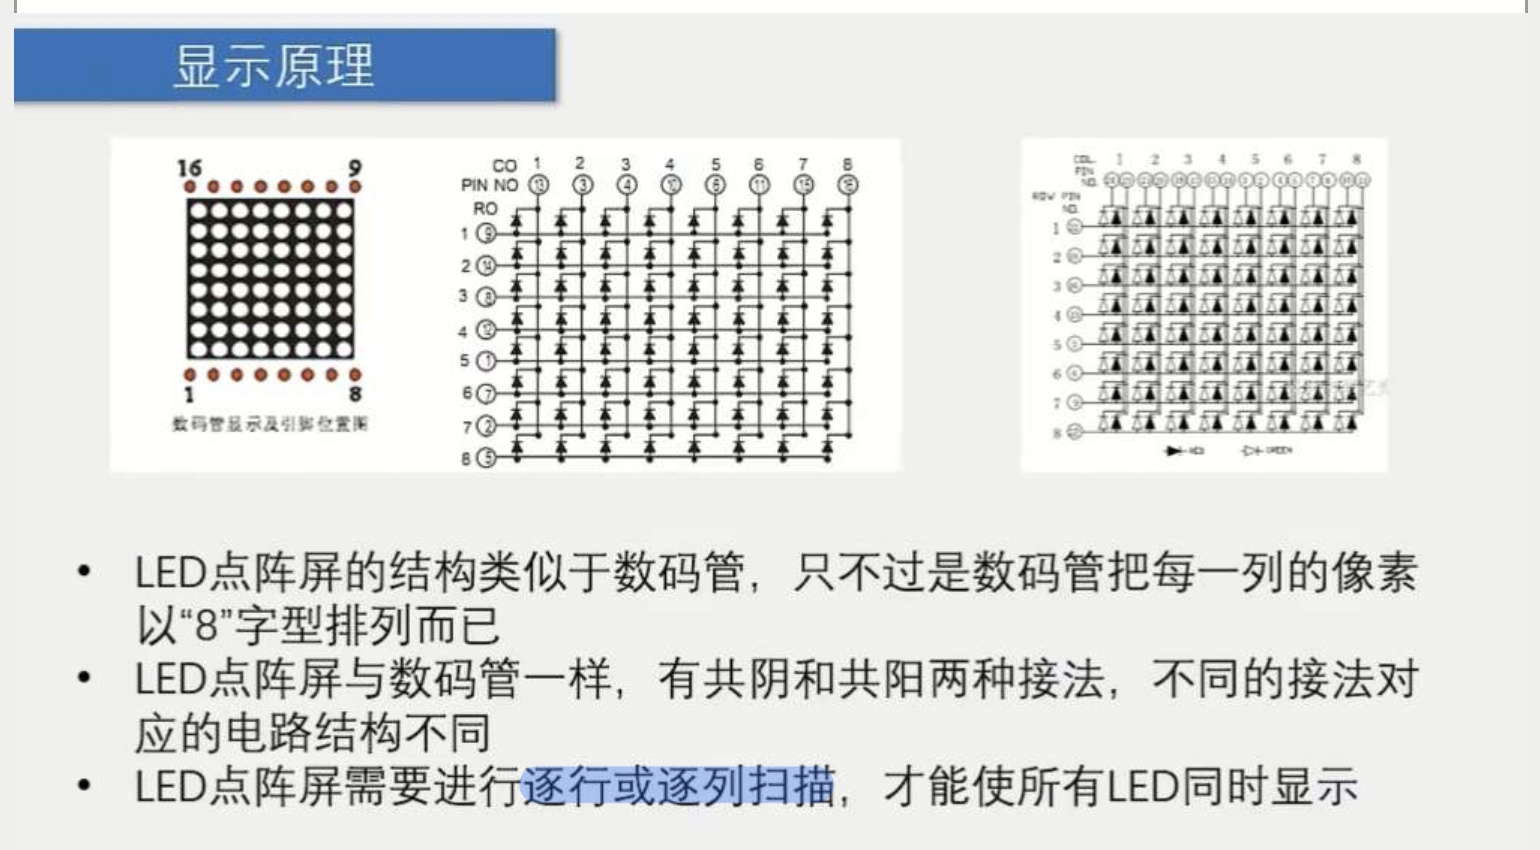 显示原理
16 9
1 8
数码管显示及引脚位置图
CO 1 2 3 4 5 6 7 8
PIN NO 13 3 4 10 6 11 15 16
RO
1 9
2 14
3 8
4 12
5 1
6 7
7 2
8 5
COL. 1 2 3 4 5 6 7 8
PIN
NO.
ROW PIN
NO.
1
2
3
4
5
6
7
8
RED GREEN
• LED点阵屏的结构类似于数码管，只不过是数码管把每一列的像素
以“8”字型排列而已
• LED点阵屏与数码管一样，有共阴和共阳两种接法，不同的接法对
应的电路结构不同
• LED点阵屏需要进行逐行或逐列扫描，才能使所有LED同时显示